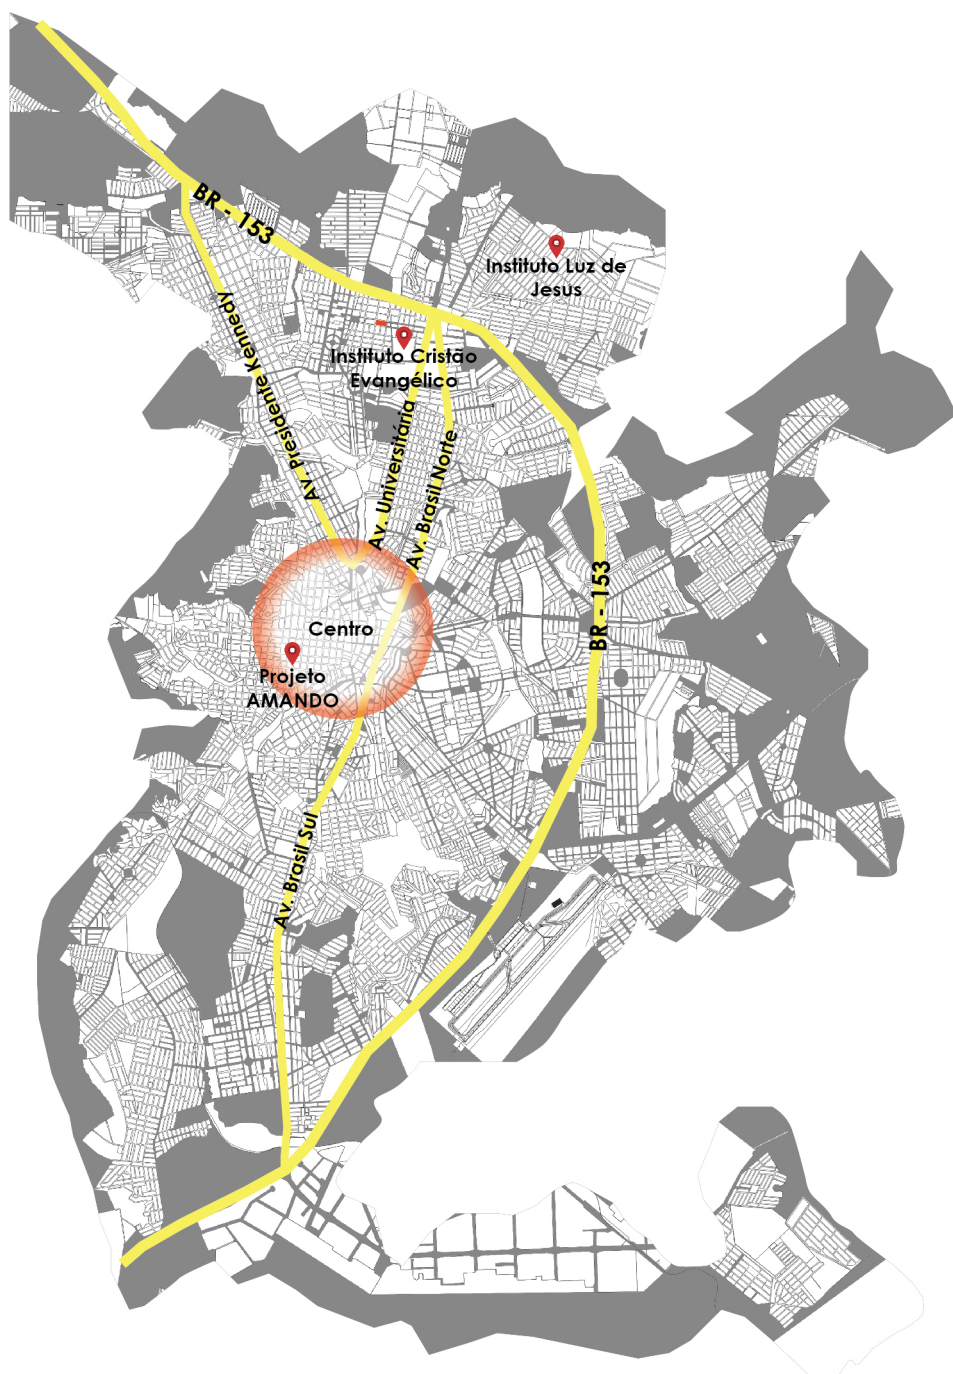 BR - 153
Instituto Luz de
Jesus
Av. Presidente Kennedy
Instituto Cristão
Evangélico
Av. Universitária
Av. Brasil Norte
BR - 153
Centro
Projeto
AMANDO
Av. Brasil Sul